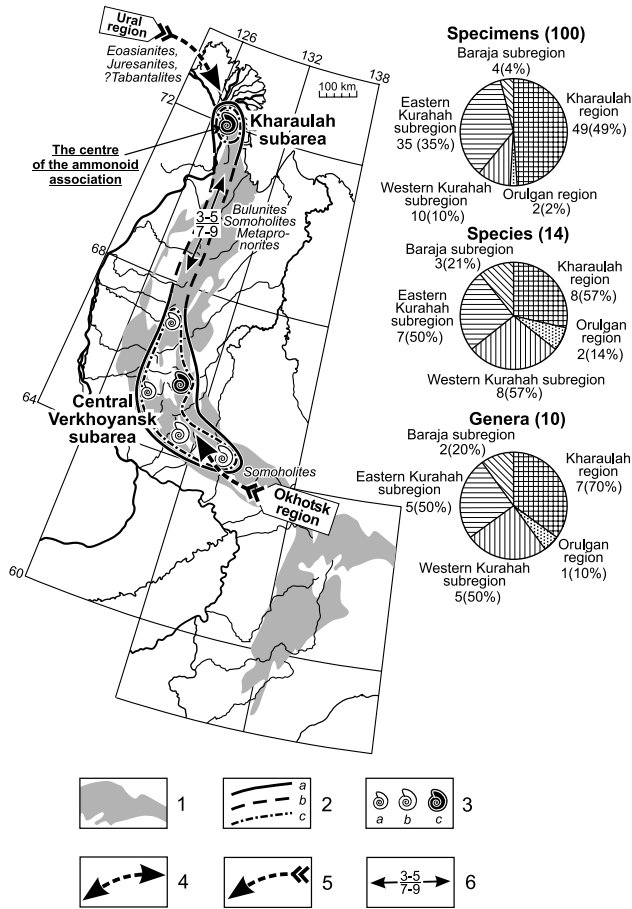 Ural
region
Eoasianites,
Juresanites,
?Tabantalites
126
132
138
100 km
72
68
64
60
Kharaulah
subarea
The centre
of the ammonoid
association
3-5
7-9
Bulunites
Somoholites
Metapro-
norites
Central
Verkhoyansk
subarea
Somoholites
Okhotsk
region
Specimens (100)
Baraja subregion
4(4%)
Eastern
Kurahah
subregion
35 (35%)
Kharaulah
region
49(49%)
Western Kurahah
subregion
10(10%)
Orulgan region
2(2%)
Species (14)
Baraja subregion
3(21%)
Kharaulah
region
8(57%)
Eastern
Kurahah
subregion
7(50%)
Orulgan
region
2(14%)
Western Kurahah subregion
8(57%)
Genera (10)
Baraja subregion
2(20%)
Kharaulah
region
7(70%)
Eastern Kurahah
subregion
5(50%)
Orulgan
region
1(10%)
Western Kurahah
subregion
5(50%)
1
a
b
c
2
a b c
3
4
5
3-5
7-9
6